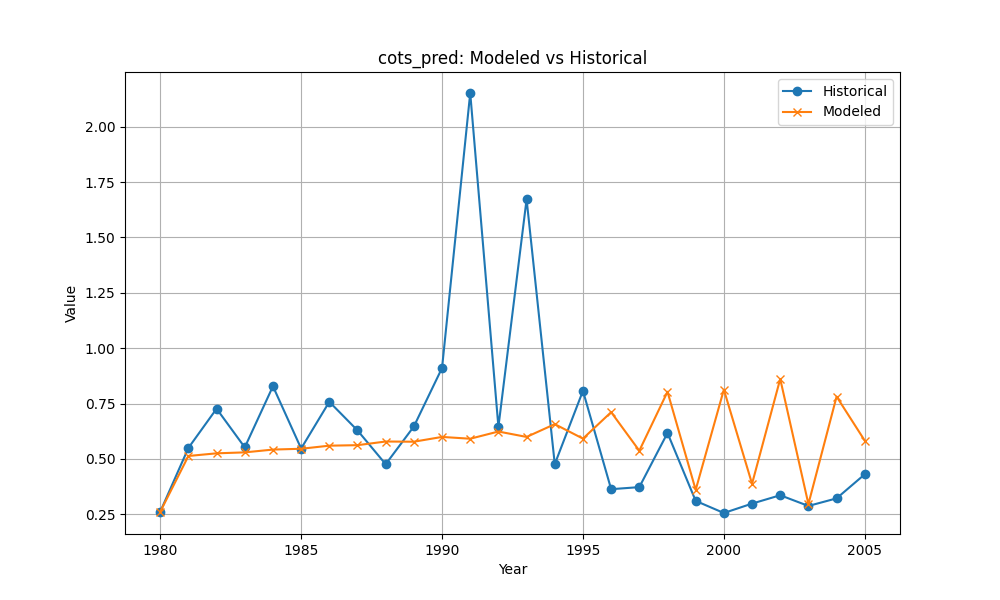 cots_pred: Modeled vs Historical
Historical
Modeled
Value
2.00
1.75
1.50
1.25
1.00
0.75
0.50
0.25
1980 1985 1990 1995 2000 2005
Year